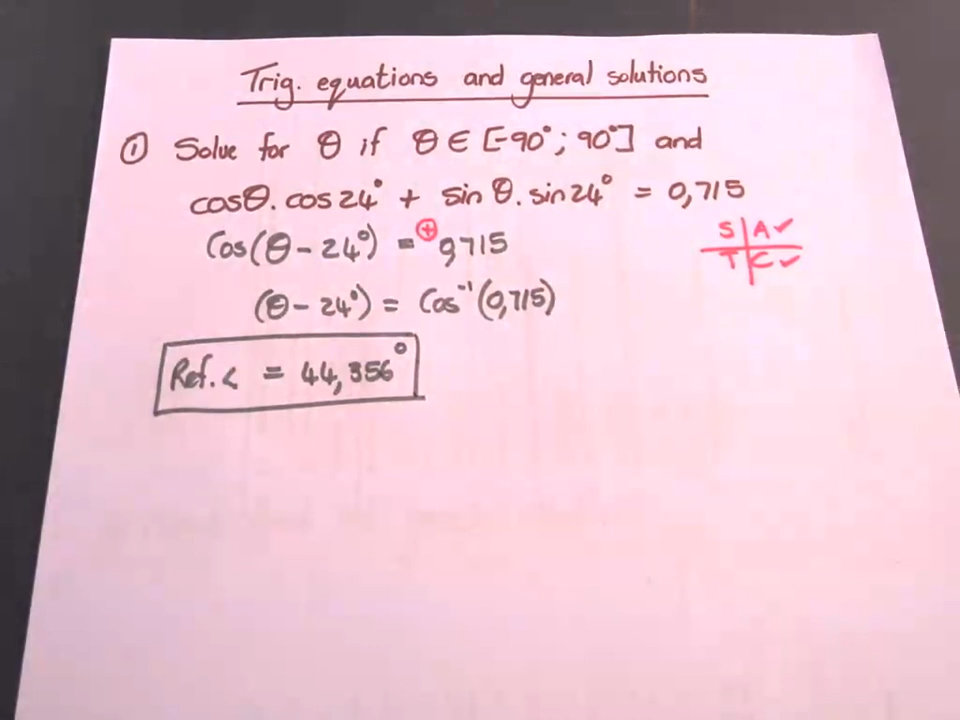 Trig. equations and general solutions
① Solve for θ if θ ∈ [-90°; 90°] and
cosθ. cos 24° + sin θ. sin 24° = 0,715
Cos(θ - 24°) = ⊕ 0,715
S A ✓
T C ✓
(θ - 24°) = Cos⁻¹(0,715)
Ref. < = 44,356°